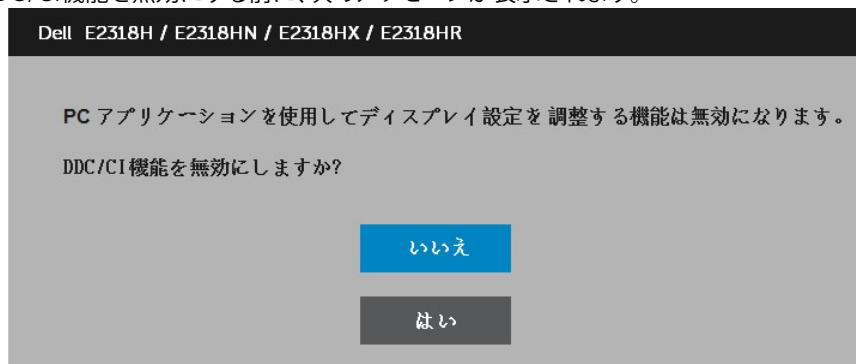 Dell E2318H / E2318HN / E2318HX / E2318HR
PC アプリケーションを使用してディスプレイ設定を調整する機能は無効になります。
DDC/CI機能を無効にしますか?
いいえ
はい